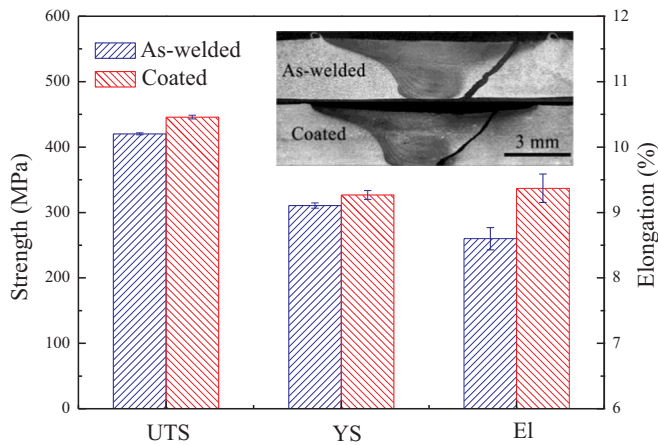 600
500
400
300
200
100
0
Strength (MPa)
As-welded
Coated
As-welded
Coated
3 mm
12
11
10
9
8
7
6
Elongation (%)
UTS YS El